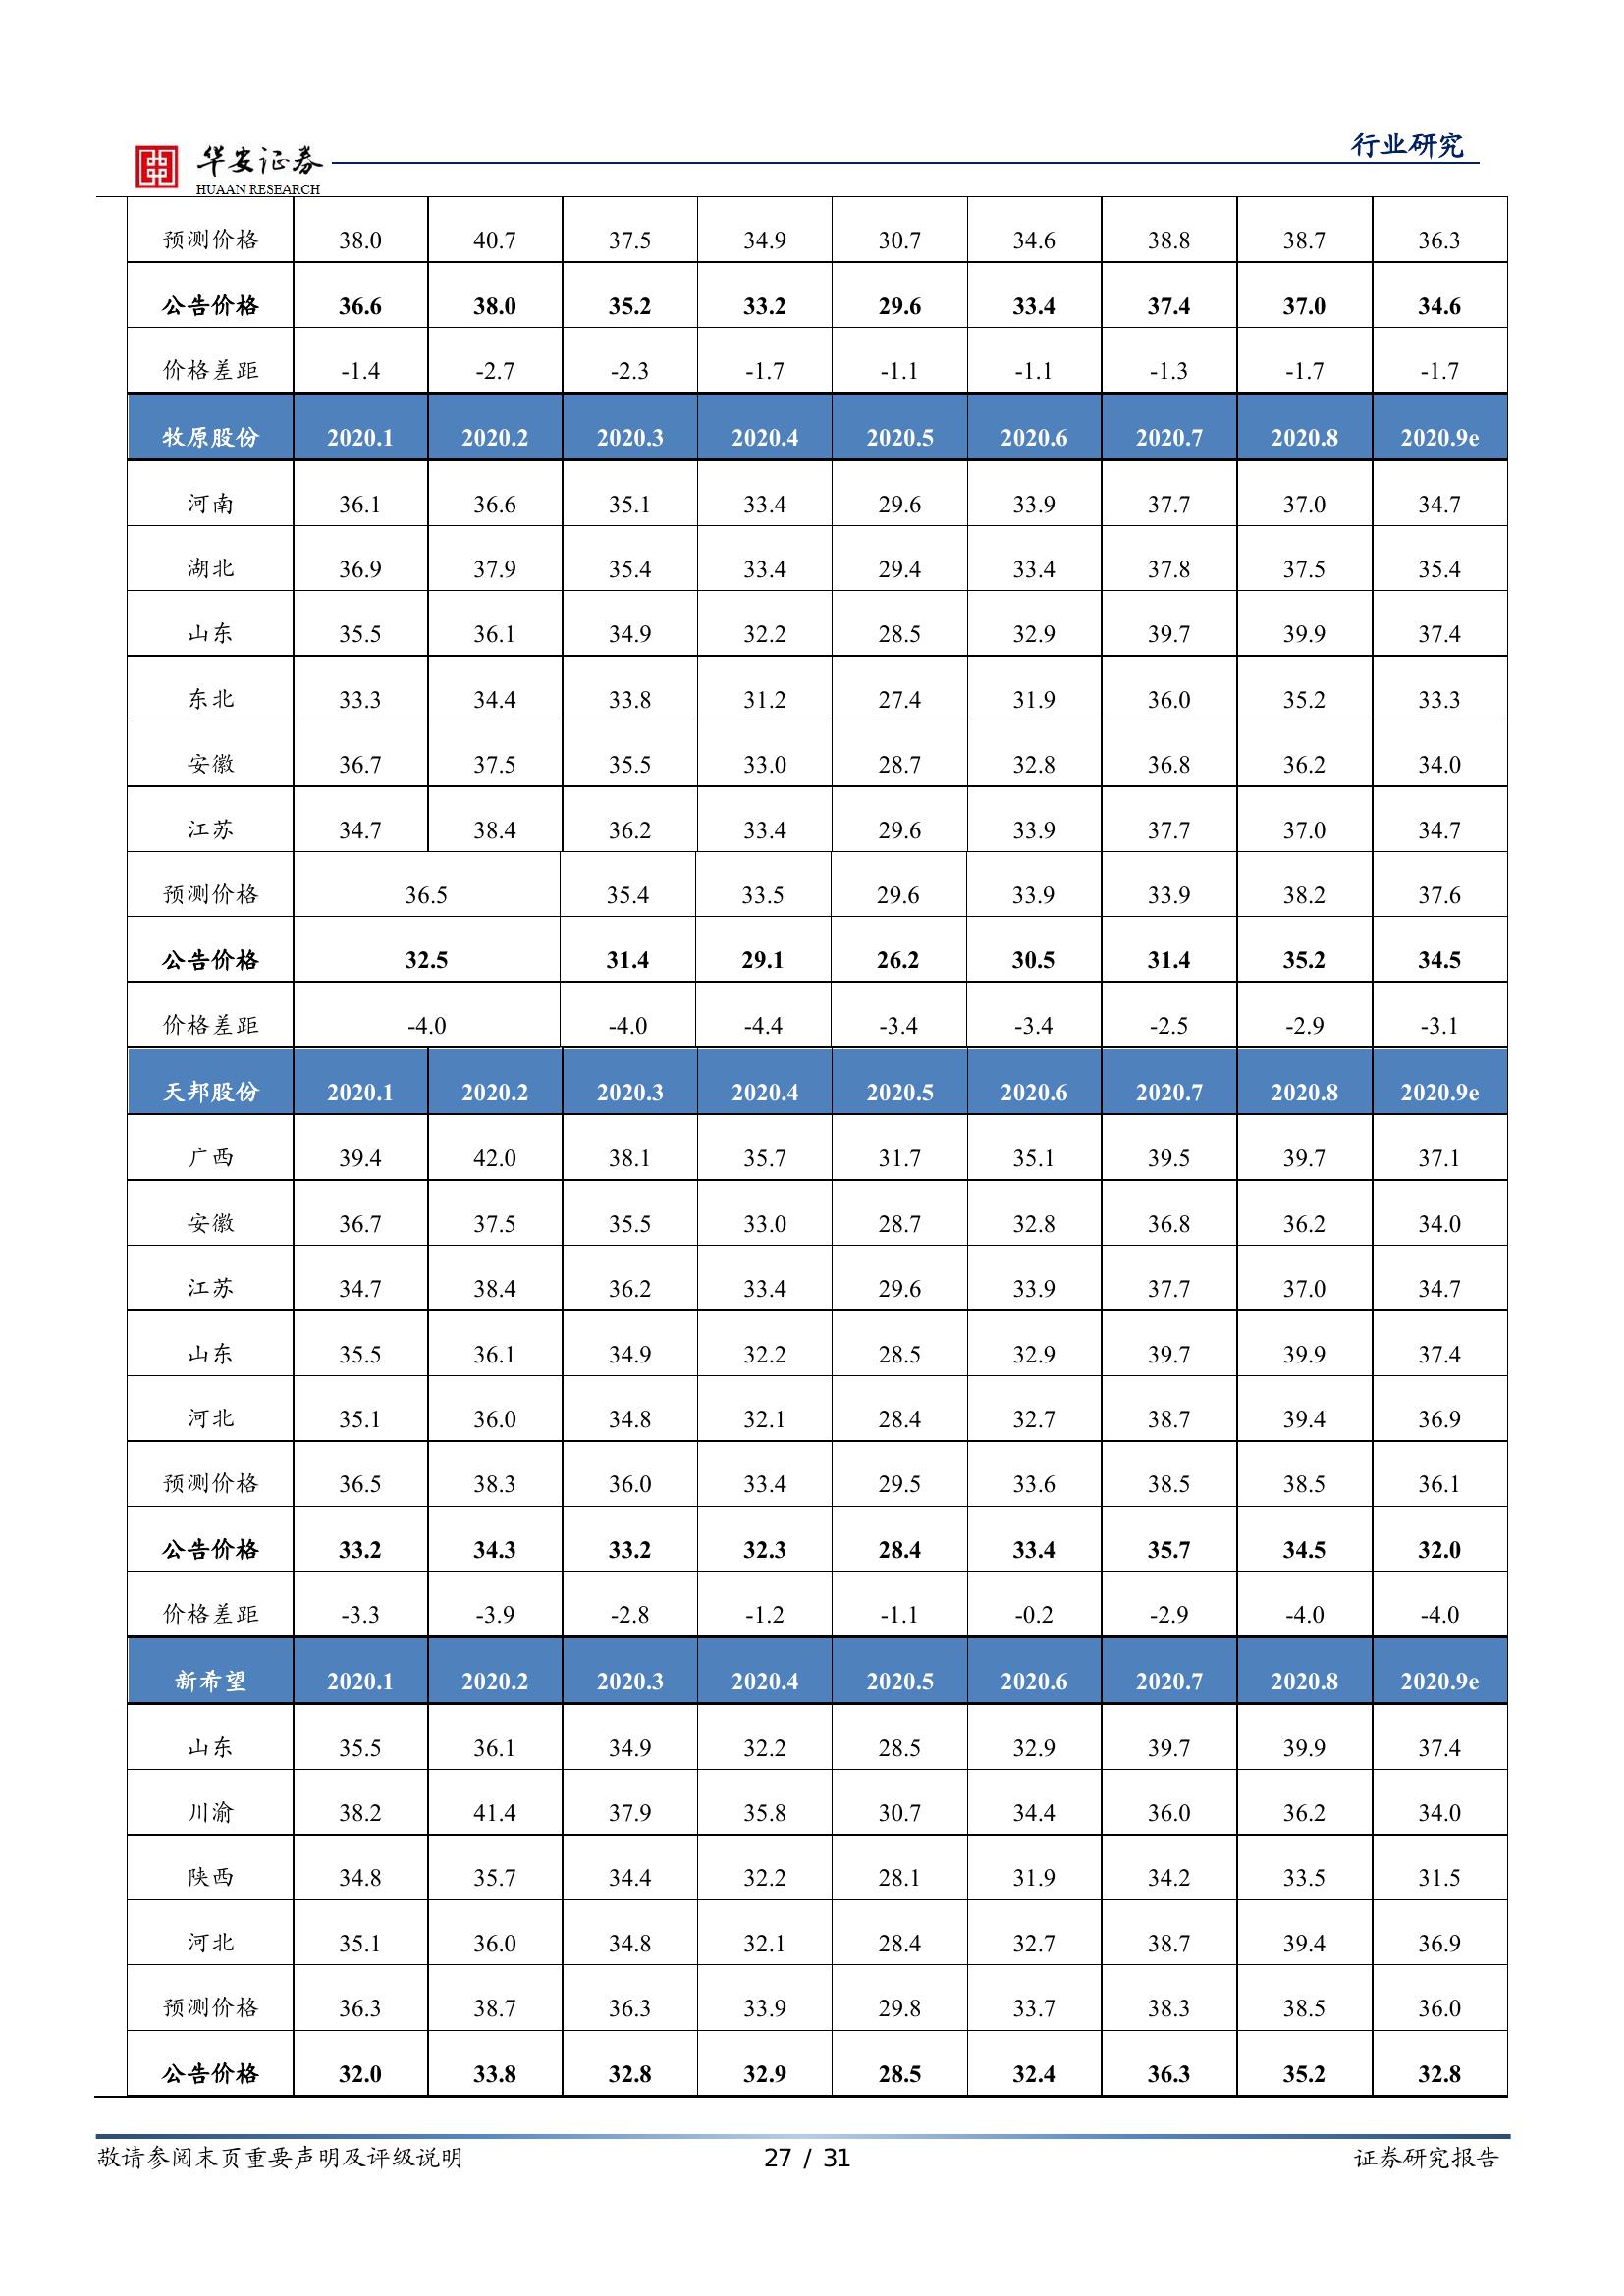 华安证券
HUAAN RESEARCH
行业研究
预测价格 38.0 40.7 37.5 34.9 30.7 34.6 38.8 38.7 36.3
公告价格 36.6 38.0 35.2 33.2 29.6 33.4 37.4 37.0 34.6
价格差距 -1.4 -2.7 -2.3 -1.7 -1.1 -1.1 -1.3 -1.7 -1.7
牧原股份 2020.1 2020.2 2020.3 2020.4 2020.5 2020.6 2020.7 2020.8 2020.9e
河南 36.1 36.6 35.1 33.4 29.6 33.9 37.7 37.0 34.7
湖北 36.9 37.9 35.4 33.4 29.4 33.4 37.8 37.5 35.4
山东 35.5 36.1 34.9 32.2 28.5 32.9 39.7 39.9 37.4
东北 33.3 34.4 33.8 31.2 27.4 31.9 36.0 35.2 33.3
安徽 36.7 37.5 35.5 33.0 28.7 32.8 36.8 36.2 34.0
江苏 34.7 38.4 36.2 33.4 29.6 33.9 37.7 37.0 34.7
预测价格 36.5 35.4 33.5 29.6 33.9 33.9 38.2 37.6
公告价格 32.5 31.4 29.1 26.2 30.5 31.4 35.2 34.5
价格差距 -4.0 -4.0 -4.4 -3.4 -3.4 -2.5 -2.9 -3.1
天邦股份 2020.1 2020.2 2020.3 2020.4 2020.5 2020.6 2020.7 2020.8 2020.9e
广西 39.4 42.0 38.1 35.7 31.7 35.1 39.5 39.7 37.1
安徽 36.7 37.5 35.5 33.0 28.7 32.8 36.8 36.2 34.0
江苏 34.7 38.4 36.2 33.4 29.6 33.9 37.7 37.0 34.7
山东 35.5 36.1 34.9 32.2 28.5 32.9 39.7 39.9 37.4
河北 35.1 36.0 34.8 32.1 28.4 32.7 38.7 39.4 36.9
预测价格 36.5 38.3 36.0 33.4 29.5 33.6 38.5 38.5 36.1
公告价格 33.2 34.3 33.2 32.3 28.4 33.4 35.7 34.5 32.0
价格差距 -3.3 -3.9 -2.8 -1.2 -1.1 -0.2 -2.9 -4.0 -4.0
新希望 2020.1 2020.2 2020.3 2020.4 2020.5 2020.6 2020.7 2020.8 2020.9e
山东 35.5 36.1 34.9 32.2 28.5 32.9 39.7 39.9 37.4
川渝 38.2 41.4 37.9 35.8 30.7 34.4 36.0 36.2 34.0
陕西 34.8 35.7 34.4 32.2 28.1 31.9 34.2 33.5 31.5
河北 35.1 36.0 34.8 32.1 28.4 32.7 38.7 39.4 36.9
预测价格 36.3 38.7 36.3 33.9 29.8 33.7 38.3 38.5 36.0
公告价格 32.0 33.8 32.8 32.9 28.5 32.4 36.3 35.2 32.8
敬请参阅末页重要声明及评级说明 27 / 31 证券研究报告